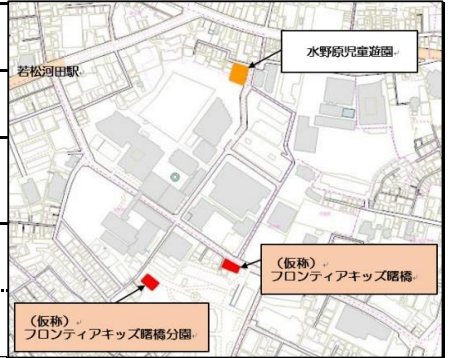 水野原児童遊園
若松河田駅
（仮称）
フロンティアキッズ曙橋
（仮称）
フロンティアキッズ曙橋分園